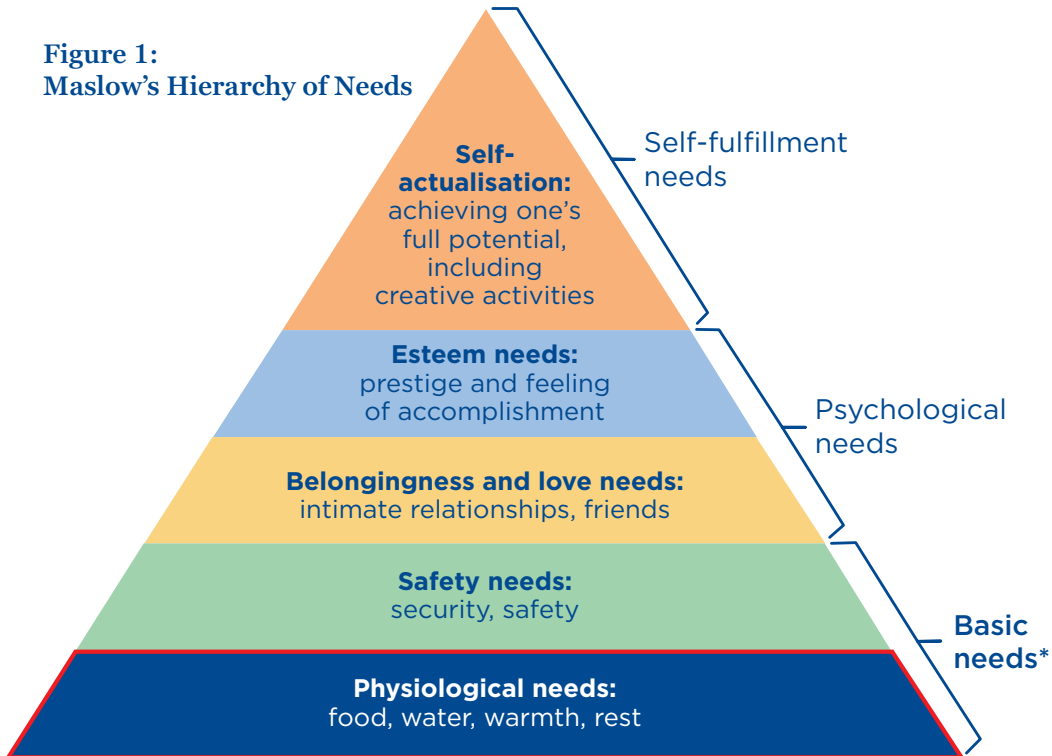 Figure 1:
Maslow’s Hierarchy of Needs
Self-
actualisation:
achieving one’s
full potential,
including
creative activities
Self-fulfillment
needs
Esteem needs:
prestige and feeling
of accomplishment
Psychological
needs
Belongingness and love needs:
intimate relationships, friends
Safety needs:
security, safety
Basic
needs*
Physiological needs:
food, water, warmth, rest